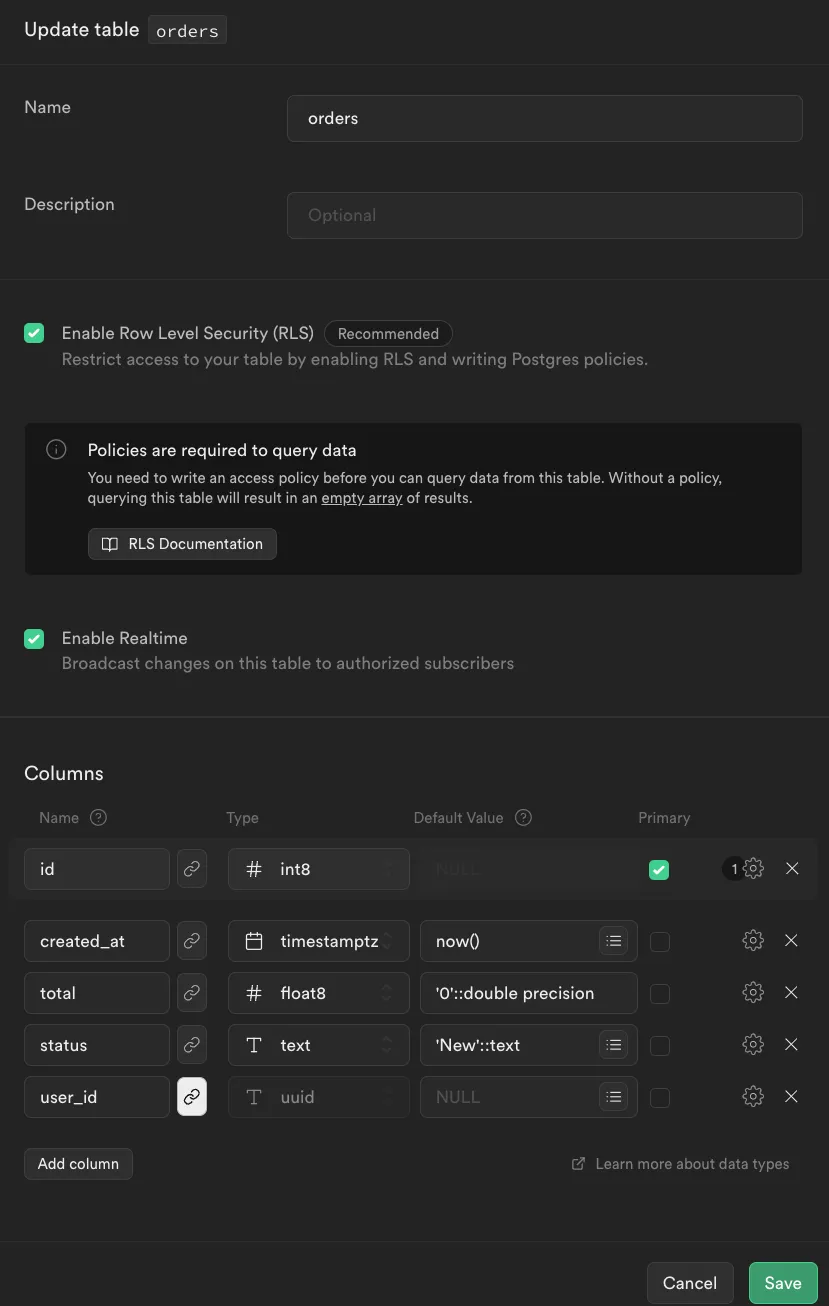 Update table orders
Name
orders
Description
Optional
Enable Row Level Security (RLS) Recommended
Restrict access to your table by enabling RLS and writing Postgres policies.
Policies are required to query data
You need to write an access policy before you can query data from this table. Without a policy,
querying this table will result in an empty array of results.
RLS Documentation
Enable Realtime
Broadcast changes on this table to authorized subscribers
Columns
Name ? Type Default Value ? Primary
id # int8 NULL 1
created_at timestamptz now()
total # float8 '0'::double precision
status T text 'New'::text
user_id T uuid NULL
Add column Learn more about data types
Cancel Save